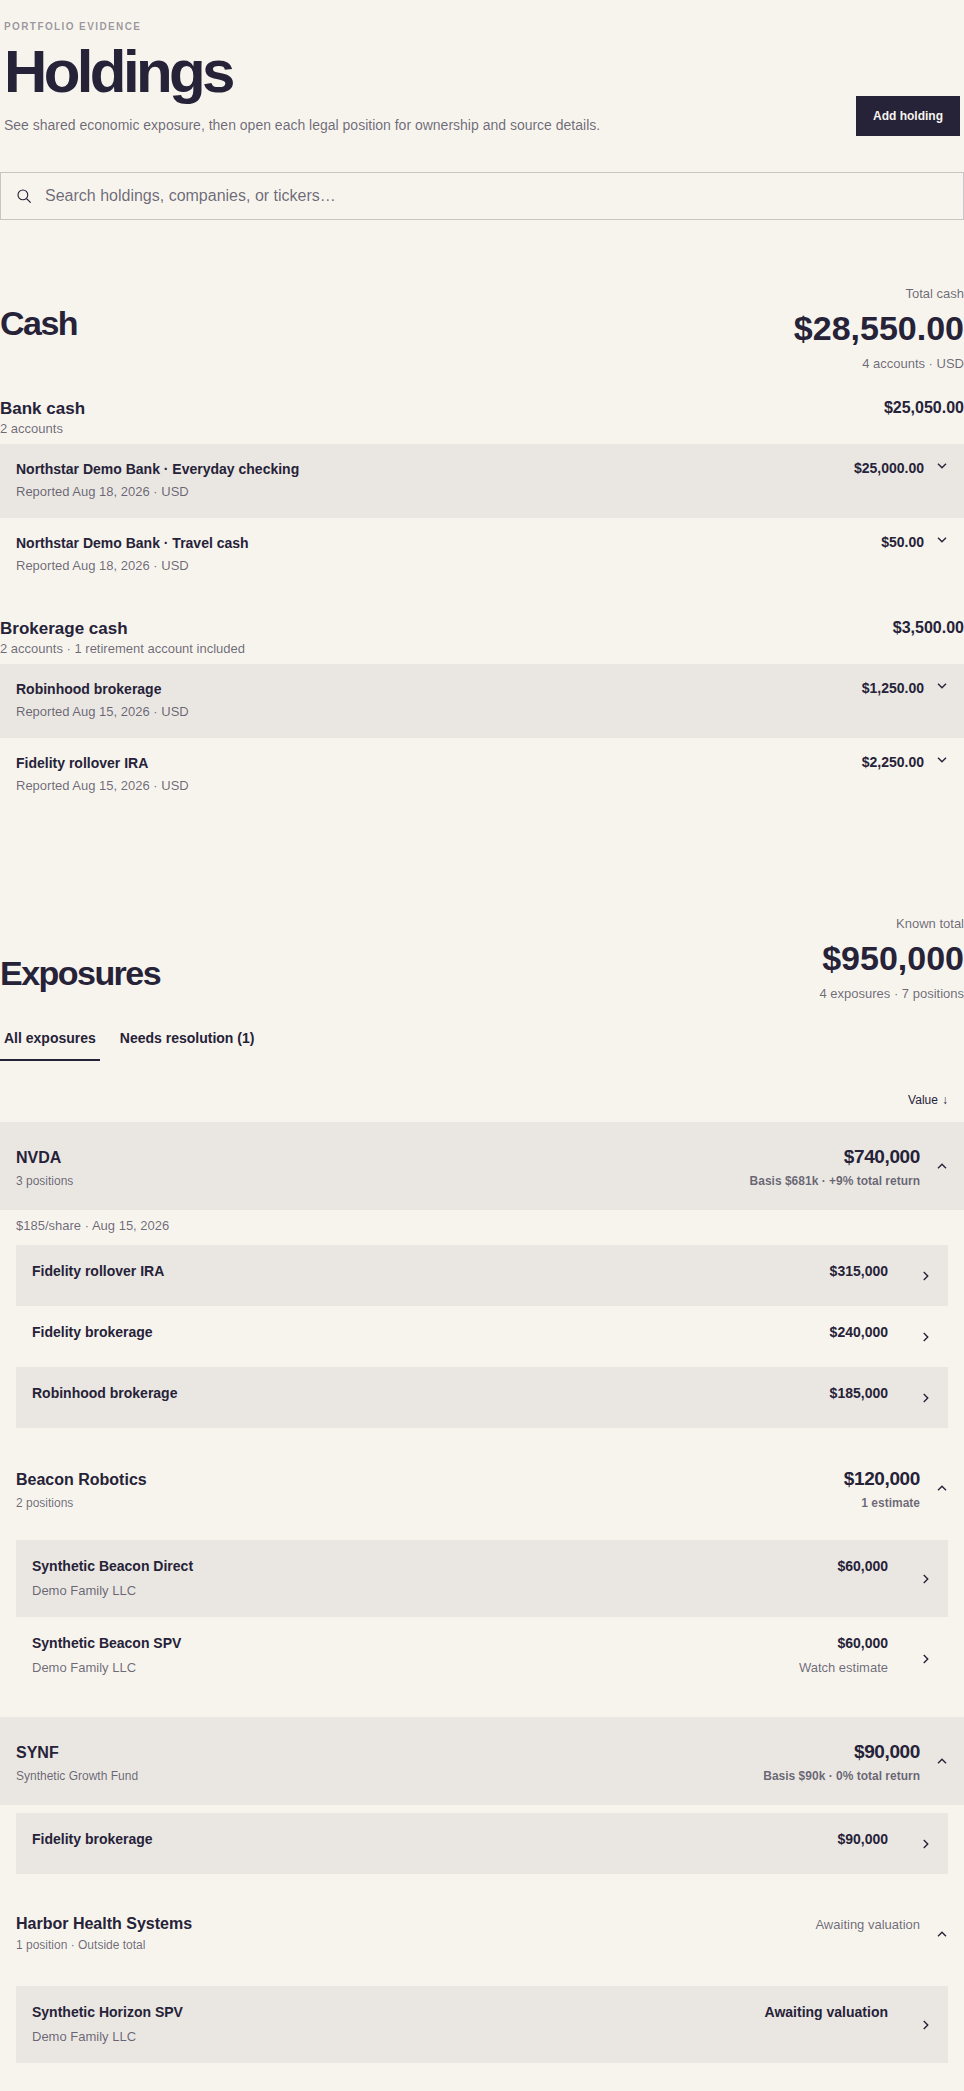 PORTFOLIO EVIDENCE
Holdings
See shared economic exposure, then open each legal position for ownership and source details.
Add holding
Search holdings, companies, or tickers…
Total cash
Cash
$28,550.00
4 accounts · USD
Bank cash
$25,050.00
2 accounts
Northstar Demo Bank · Everyday checking
$25,000.00
Reported Aug 18, 2026 · USD
Northstar Demo Bank · Travel cash
$50.00
Reported Aug 18, 2026 · USD
Brokerage cash
$3,500.00
2 accounts · 1 retirement account included
Robinhood brokerage
$1,250.00
Reported Aug 15, 2026 · USD
Fidelity rollover IRA
$2,250.00
Reported Aug 15, 2026 · USD
Known total
Exposures
$950,000
4 exposures · 7 positions
All exposures
Needs resolution (1)
Value ↓
NVDA
$740,000
3 positions
Basis $681k · +9% total return
$185/share · Aug 15, 2026
Fidelity rollover IRA
$315,000
Fidelity brokerage
$240,000
Robinhood brokerage
$185,000
Beacon Robotics
$120,000
2 positions
1 estimate
Synthetic Beacon Direct
$60,000
Demo Family LLC
Synthetic Beacon SPV
$60,000
Demo Family LLC
Watch estimate
SYNF
$90,000
Synthetic Growth Fund
Basis $90k · 0% total return
Fidelity brokerage
$90,000
Harbor Health Systems
Awaiting valuation
1 position · Outside total
Synthetic Horizon SPV
Awaiting valuation
Demo Family LLC